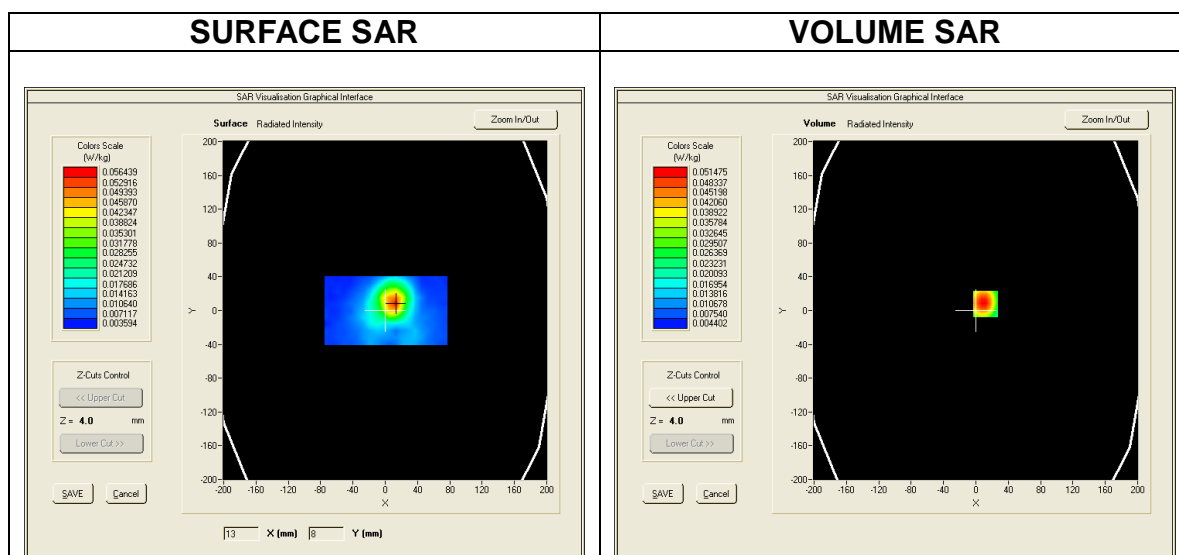 SURFACE SAR
VOLUME SAR
SAR Visualisation Graphical Interface
Surface Radiated Intensity
Zoom In/Out
Colors Scale
(W/kg)
0.056439
0.052916
0.049393
0.045870
0.042347
0.038824
0.035301
0.031778
0.028255
0.024732
0.021209
0.017686
0.014163
0.010640
0.007117
0.003594
200
160
120
80
40
0
-40
-80
-120
-160
-200
Y
-200 -160 -120 -80 -40 0 40 80 120 160 200
X
Z-Cuts Control
<< Upper Cut
Z = 4.0 mm
Lower Cut >>
SAVE Cancel
13 X (mm) 8 Y (mm)
SAR Visualisation Graphical Interface
Volume Radiated Intensity
Zoom In/Out
Colors Scale
(W/kg)
0.051475
0.048337
0.045198
0.042060
0.038922
0.035784
0.032645
0.029507
0.026369
0.023231
0.020093
0.016954
0.013816
0.010678
0.007540
0.004402
200
160
120
80
40
0
-40
-80
-120
-160
-200
Y
-200 -160 -120 -80 -40 0 40 80 120 160 200
X
Z-Cuts Control
<< Upper Cut
Z = 4.0 mm
Lower Cut >>
SAVE Cancel